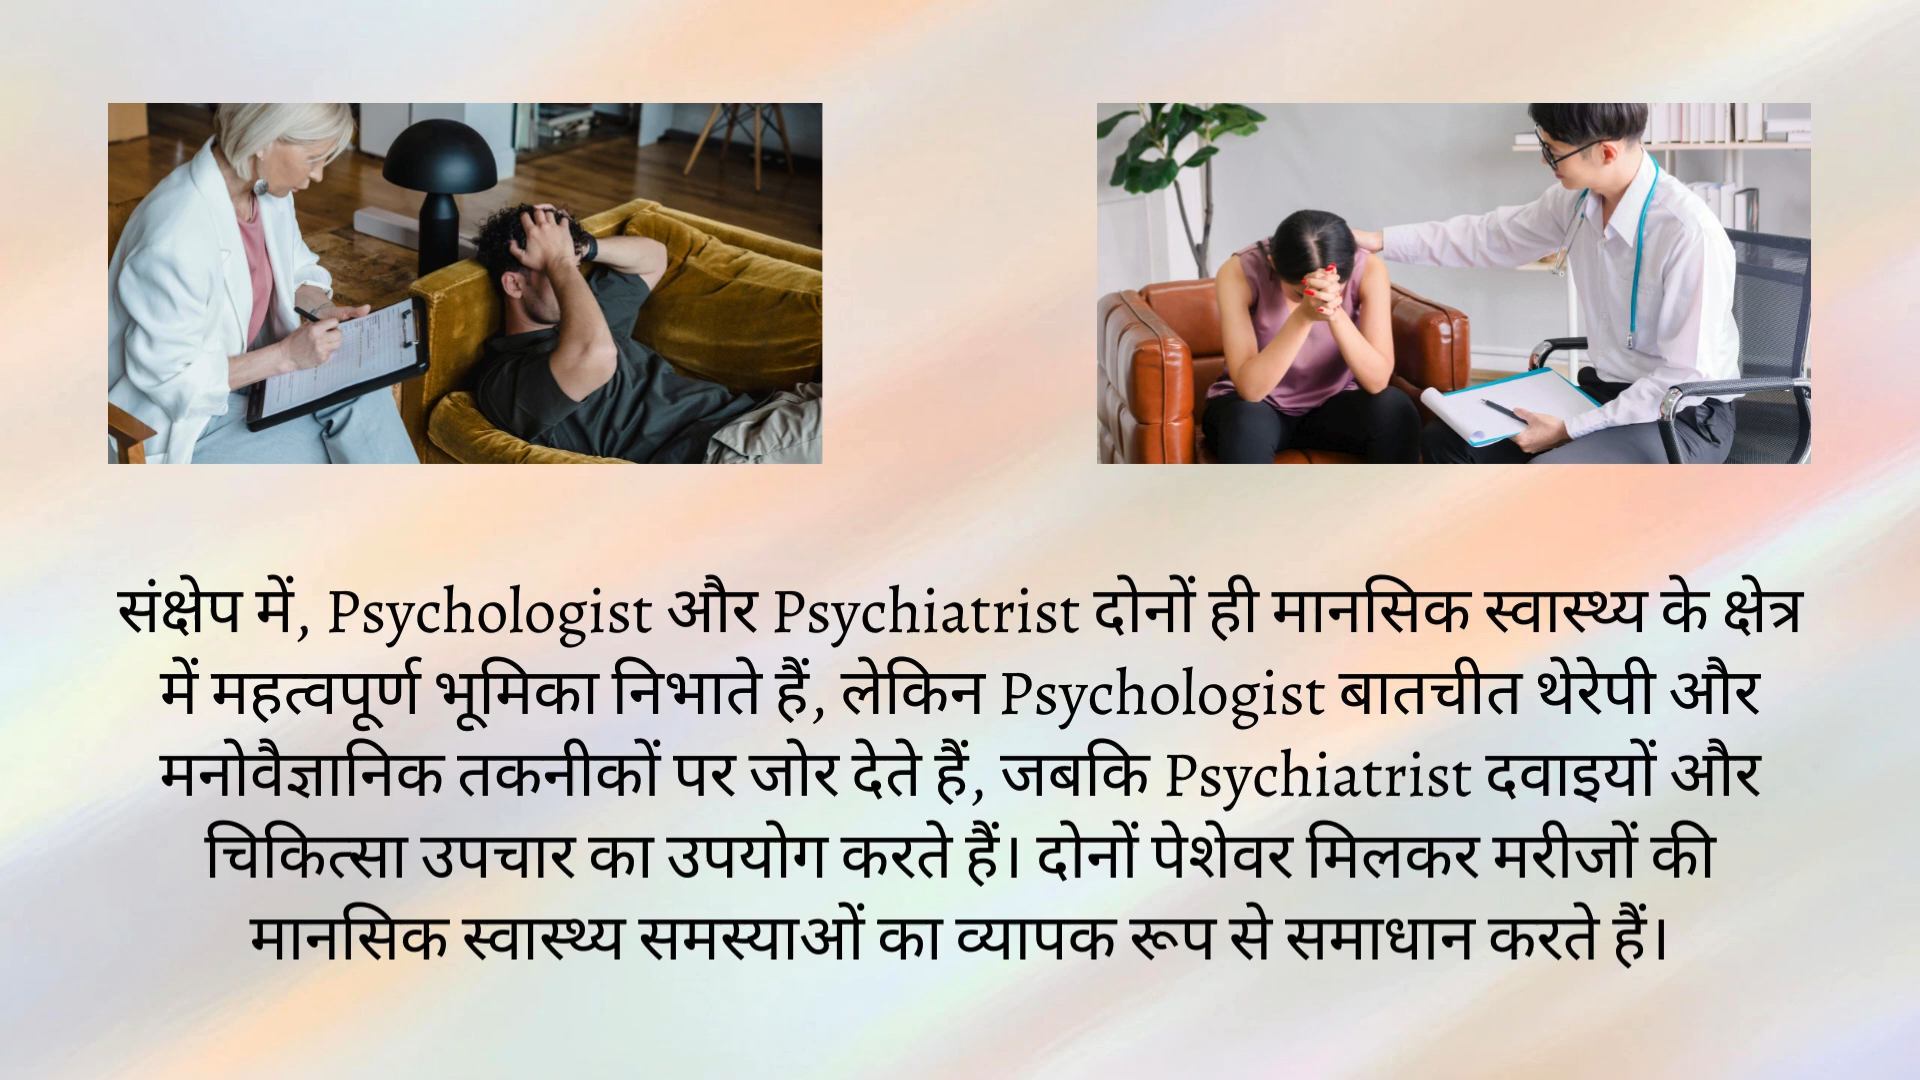 संक्षेप में, Psychologist और Psychiatrist दोनों ही मानसिक स्वास्थ्य के क्षेत्र
में महत्वपूर्ण भूमिका निभाते हैं, लेकिन Psychologist बातचीत थेरेपी और
मनोवैज्ञानिक तकनीकों पर जोर देते हैं, जबकि Psychiatrist दवाइयों और
चिकित्सा उपचार का उपयोग करते हैं। दोनों पेशेवर मिलकर मरीजों की
मानसिक स्वास्थ्य समस्याओं का व्यापक रूप से समाधान करते हैं।